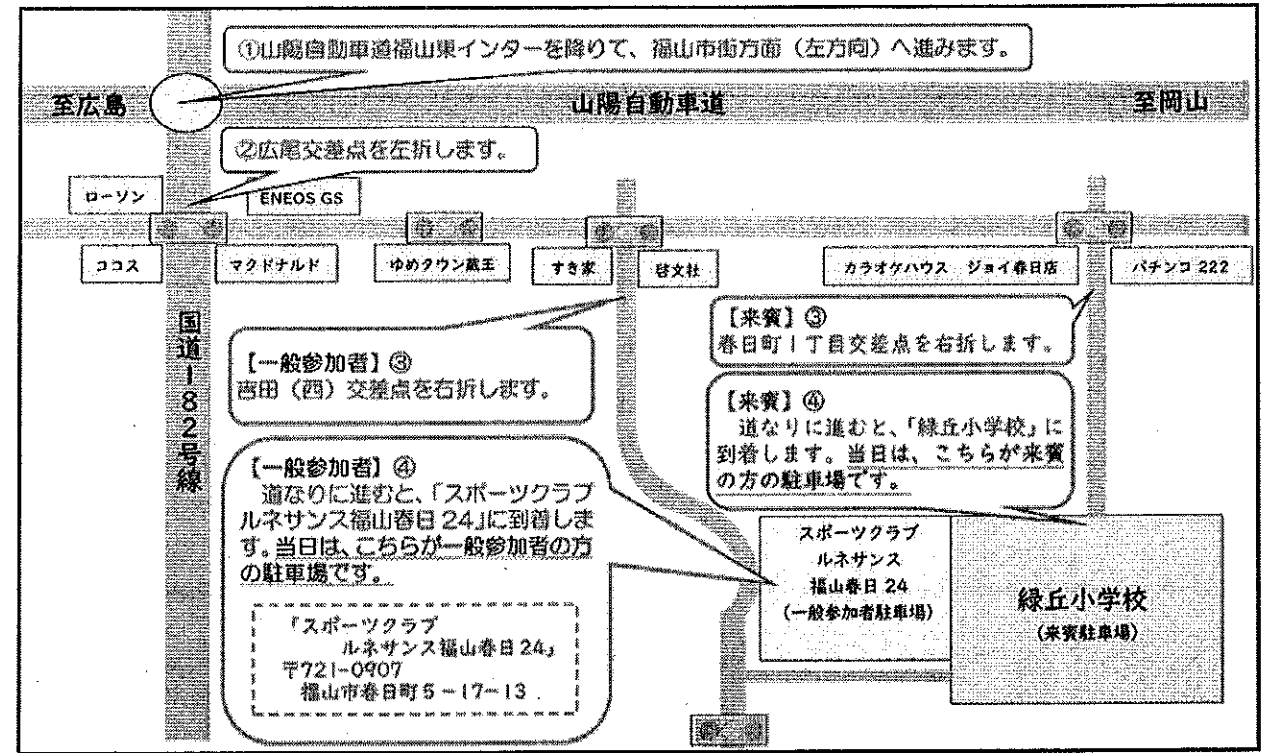 ①山陽自動車道福山東インターを降りて、福山市街方面（左方向）へ進みます。
至広島
山陽自動車道
至岡山
②広尾交差点を左折します。
ローソン
ENEOS GS
ココス
マクドナルド
ゆめタウン蔵王
すき家
啓文社
カラオケハウス　ジョイ春日店
パチンコ 222
国道182号線
【一般参加者】③
吉田（西）交差点を右折します。
【来賓】③
春日町1丁目交差点を右折します。
【来賓】④
道なりに進むと、「緑丘小学校」に
到着します。当日は、こちらが来賓
の方の駐車場です。
【一般参加者】④
道なりに進むと、「スポーツクラブ
ルネサンス福山春日24」に到着しま
す。当日は、こちらが一般参加者の方
の駐車場です。
『スポーツクラブ
ルネサンス福山春日24』
〒721-0907
福山市春日町5－17－13
スポーツクラブ
ルネサンス
福山春日24
（一般参加者駐車場）
緑丘小学校
（来賓駐車場）